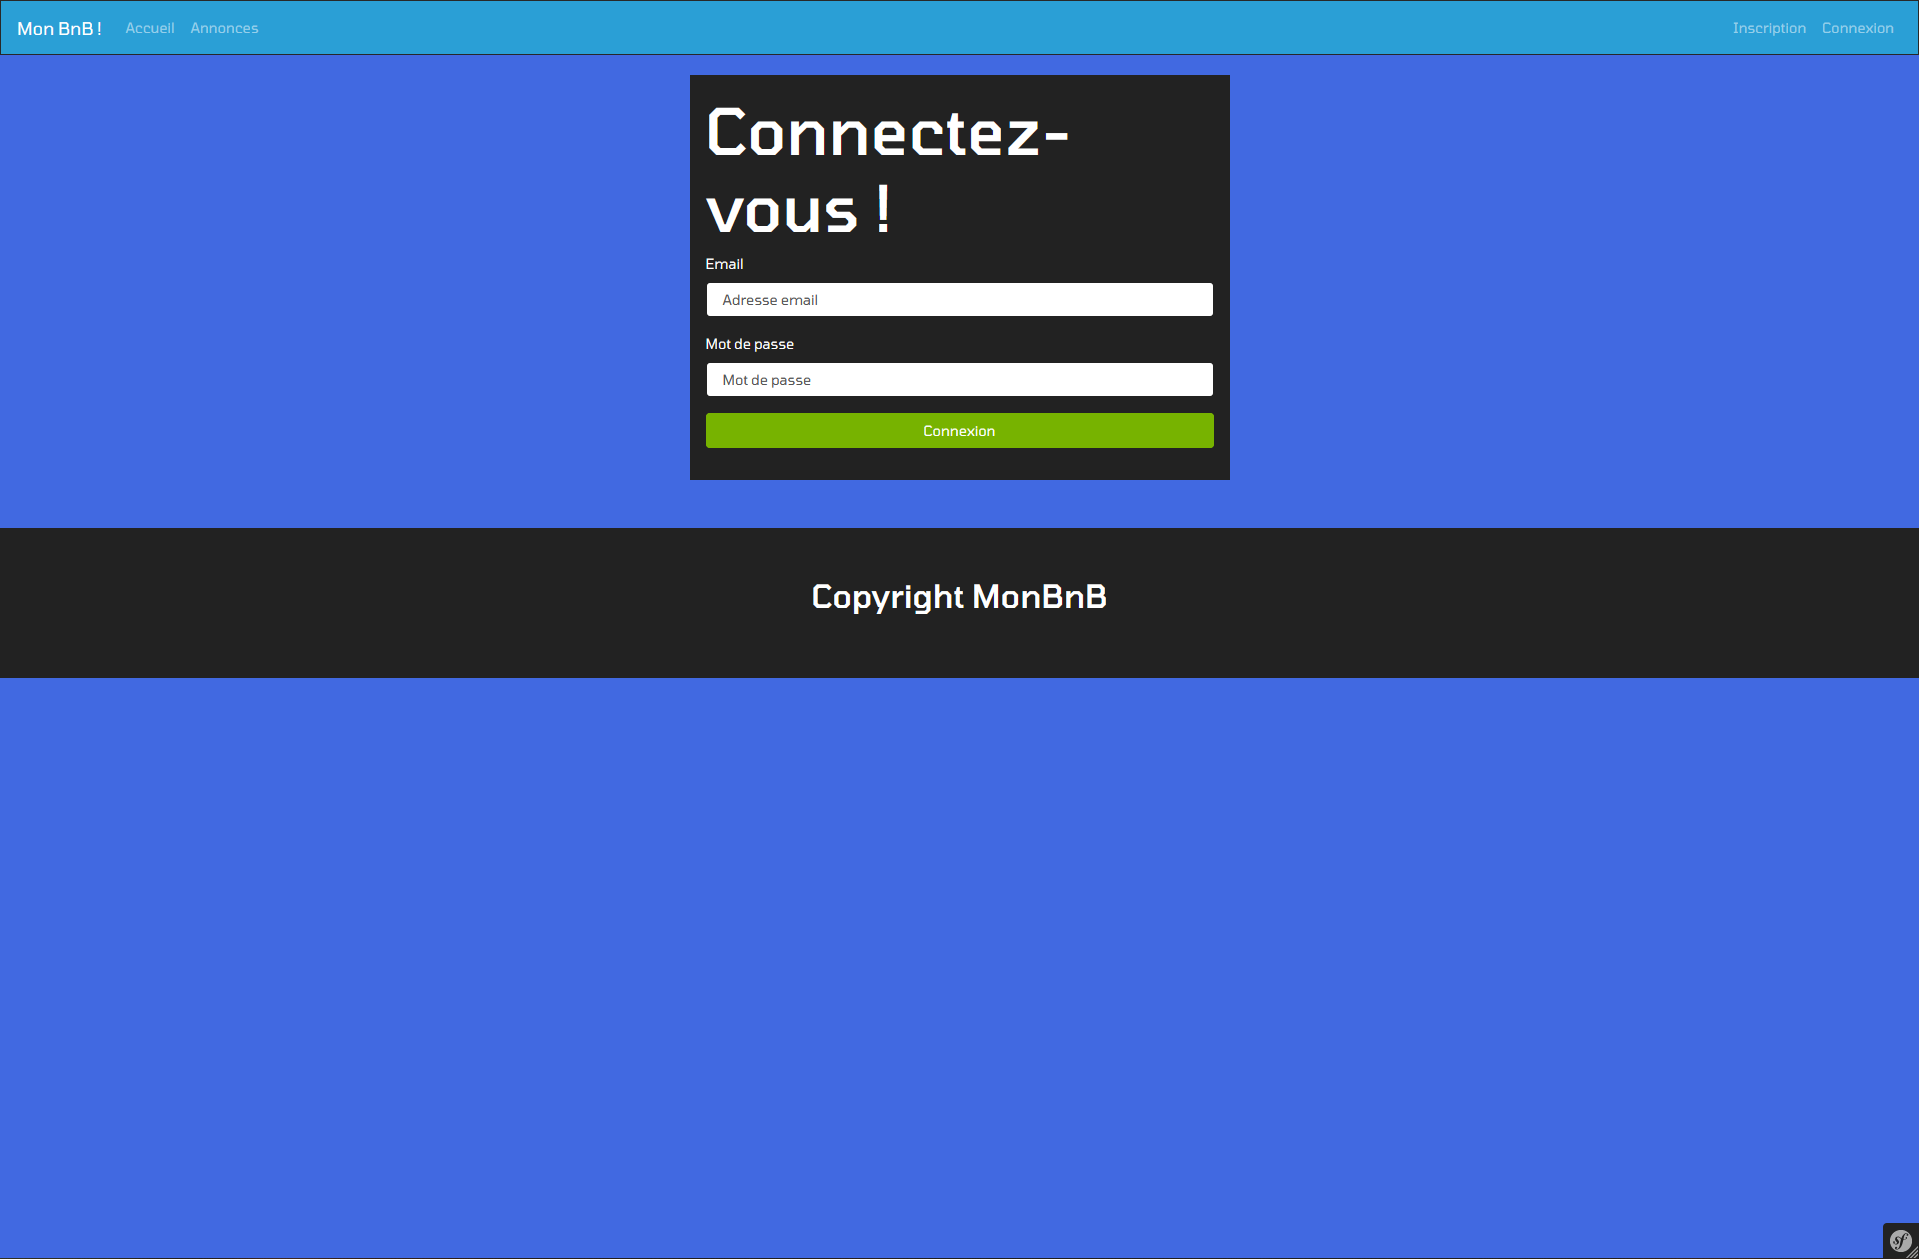 Mon BnB !
Accueil
Annonces
Inscription
Connexion
Connectez-
vous !
Email
Adresse email
Mot de passe
Mot de passe
Connexion
Copyright MonBnB
sf